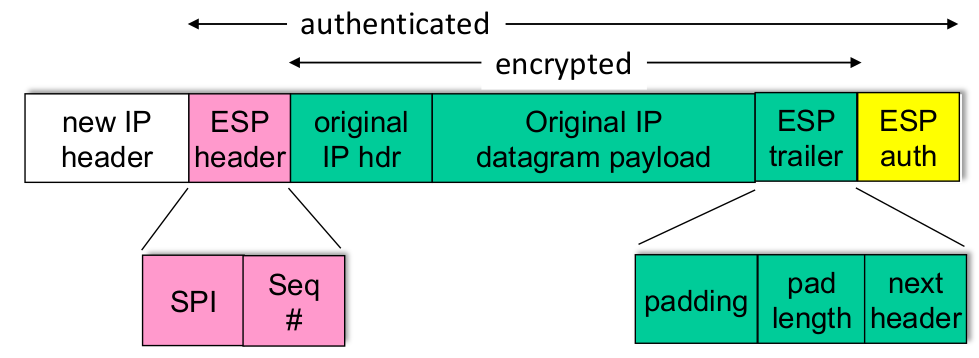 authenticated
encrypted
new IP
header
ESP
header
original
IP hdr
Original IP
datagram payload
ESP
trailer
ESP
auth
SPI
Seq
#
padding
pad
length
next
header